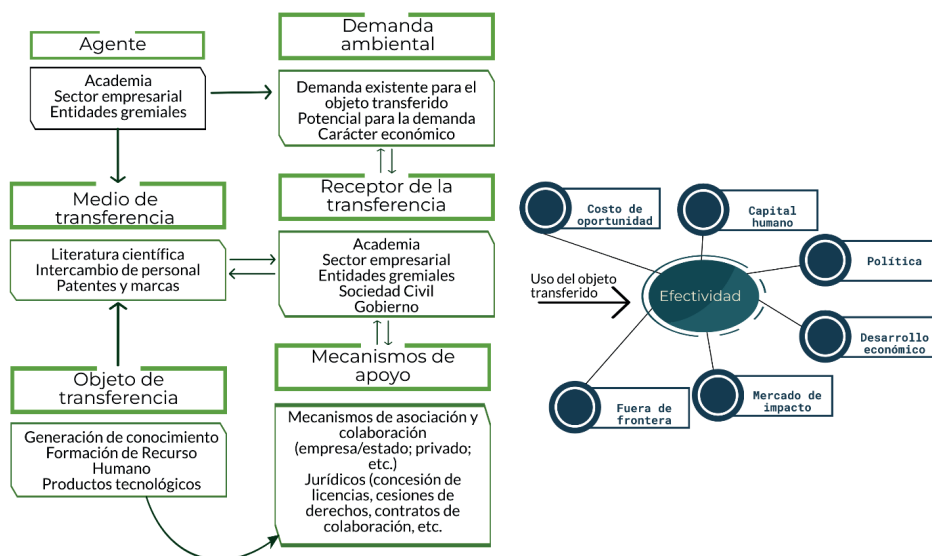 Agente
Academia
Sector empresarial
Entidades gremiales
Demanda
ambiental
Demanda existente para el
objeto transferido
Potencial para la demanda
Carácter económico
Medio de
transferencia
Literatura científica
Intercambio de personal
Patentes y marcas
Receptor de la
transferencia
Academia
Sector empresarial
Entidades gremiales
Sociedad Civil
Gobierno
Objeto de
transferencia
Generación de conocimiento
Formación de Recurso
Humano
Productos tecnológicos
Mecanismos de
apoyo
Mecanismos de asociación y
colaboración
(empresa/estado; privado;
etc.)
Jurídicos (concesión de
licencias, cesiones de
derechos, contratos de
colaboración, etc.
Uso del objeto
transferido
Efectividad
Costo de
oportunidad
Capital
humano
Política
Desarrollo
económico
Mercado de
impacto
Fuera de
frontera